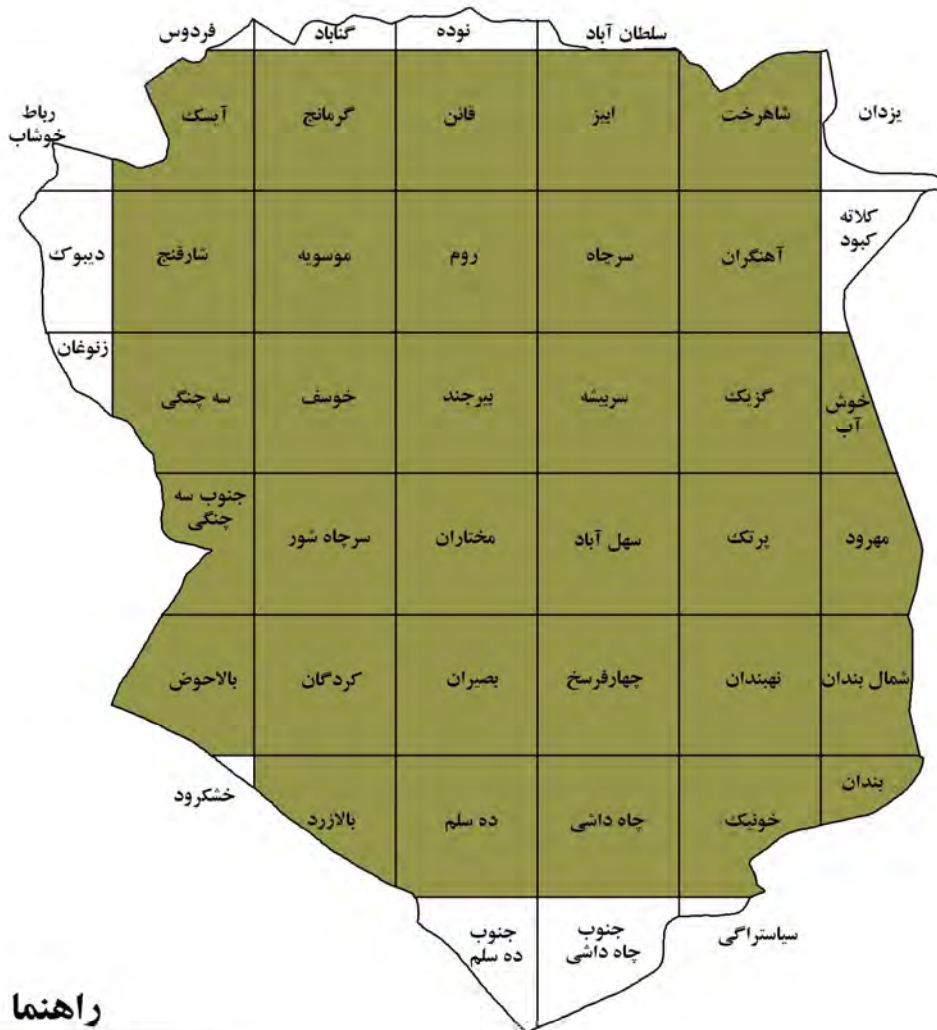 سلطان آباد
نوده
گناباد
فردوس
یزدان
شاهرخت
ابیز
قائن
گرمانج
آیسک
رباط
خوشاب
کلاته
کبود
آهنگران
سرچاه
روم
موسویه
شارقنج
دیبوک
خوش
آب
گزیک
سربیشه
بیرجند
خوسف
سه چنگی
زنوغان
مهرود
پرتک
سهل آباد
مختاران
سرچاه شور
جنوب سه
چنگی
شمال بندان
نهبندان
چهارفرسخ
بصیران
کردگان
بالاحوض
بندان
خونیک
چاه داشی
ده سلم
بالازرد
خشکرود
سیاستراگی
جنوب
چاه داشی
جنوب
ده سلم
راهنما